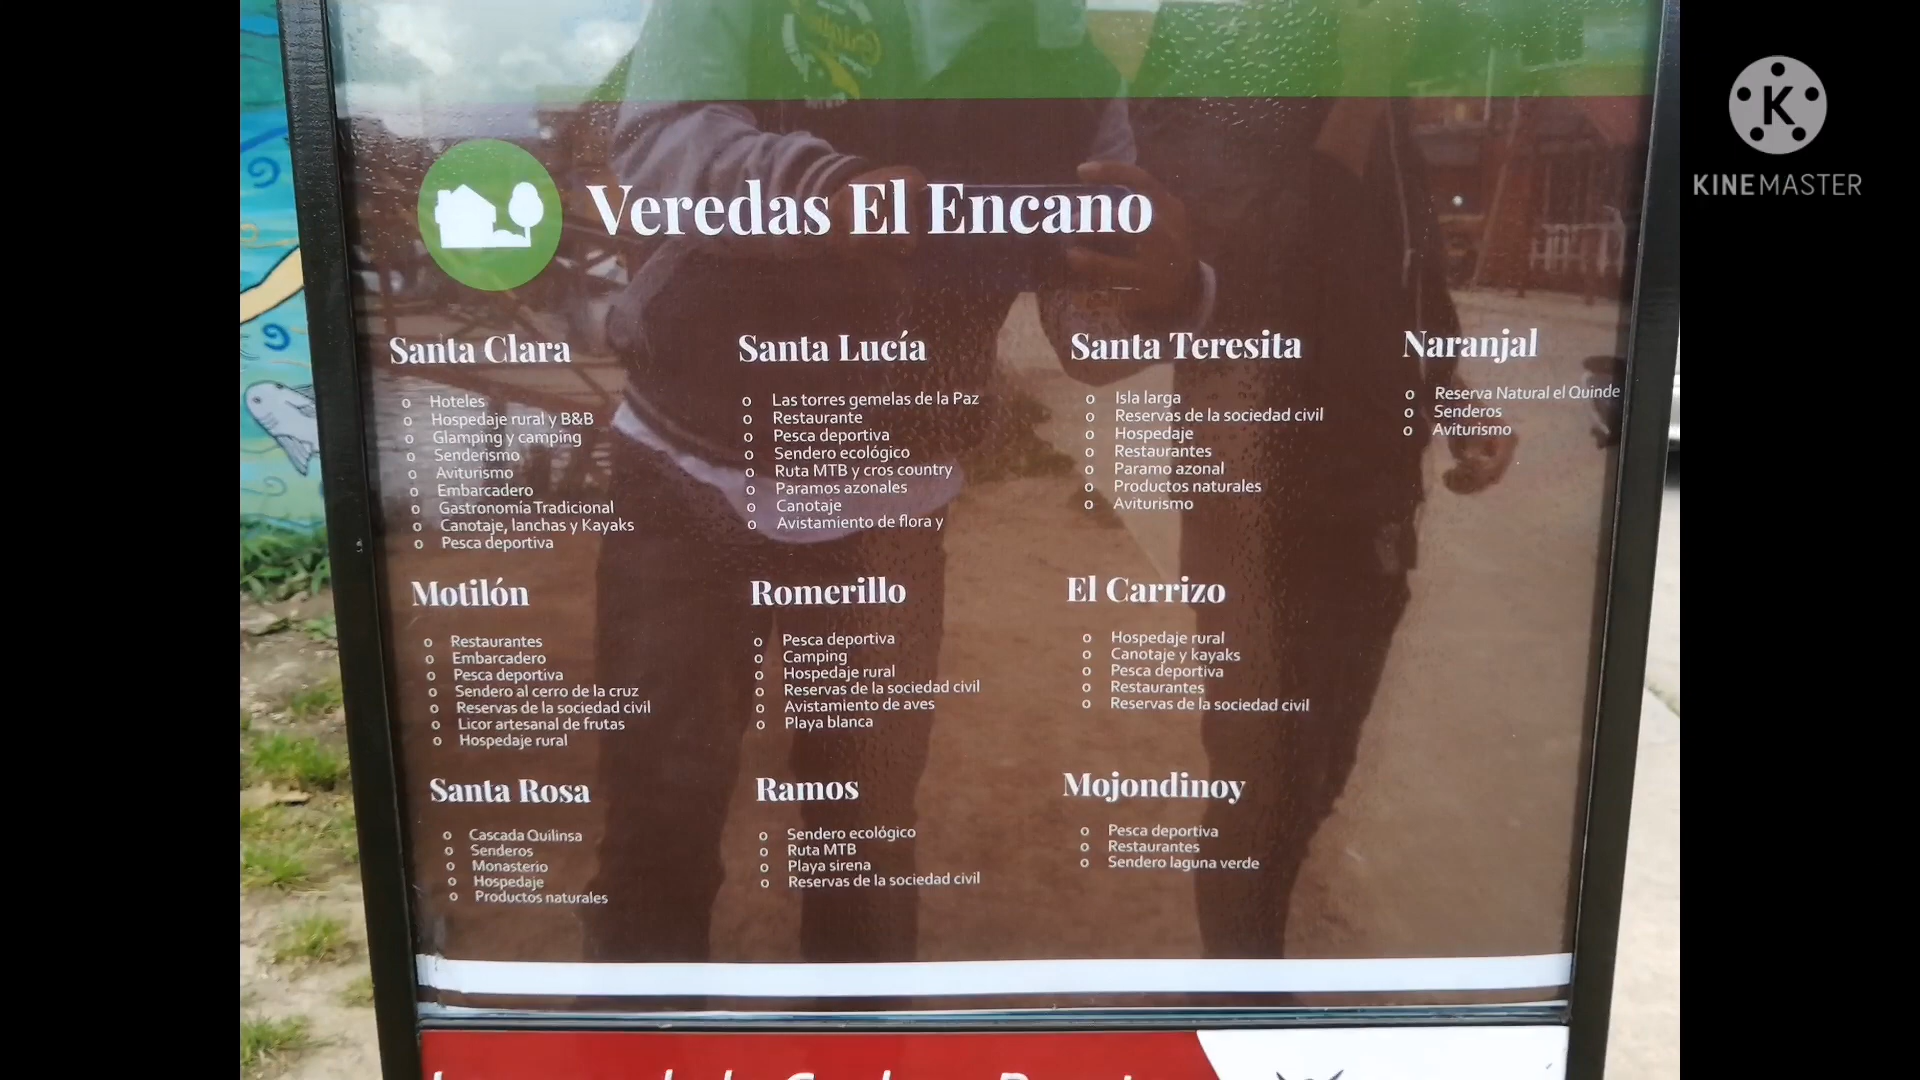 KINEMASTER
Veredas El Encano
Santa Clara
o Hoteles
o Hospedaje rural y B&B
o Glamping y camping
o Senderismo
o Aviturismo
o Embarcadero
o Gastronomía Tradicional
o Canotaje, lanchas y Kayaks
o Pesca deportiva
Santa Lucía
o Las torres gemelas de la Paz
o Restaurante
o Pesca deportiva
o Sendero ecológico
o Ruta MTB y cros country
o Paramos azonales
o Canotaje
o Avistamiento de flora y
Santa Teresita
o Isla larga
o Reservas de la sociedad civil
o Hospedaje
o Restaurantes
o Paramo azonal
o Productos naturales
o Aviturismo
Naranjal
o Reserva Natural el Quinde
o Senderos
o Aviturismo
Motilón
o Restaurantes
o Embarcadero
o Pesca deportiva
o Sendero al cerro de la cruz
o Reservas de la sociedad civil
o Licor artesanal de frutas
o Hospedaje rural
Romerillo
o Pesca deportiva
o Camping
o Hospedaje rural
o Reservas de la sociedad civil
o Avistamiento de aves
o Playa blanca
El Carrizo
o Hospedaje rural
o Canotaje y kayaks
o Pesca deportiva
o Restaurantes
o Reservas de la sociedad civil
Santa Rosa
o Cascada Quilinsa
o Senderos
o Monasterio
o Hospedaje
o Productos naturales
Ramos
o Sendero ecológico
o Ruta MTB
o Playa sirena
o Reservas de la sociedad civil
Mojondinoy
o Pesca deportiva
o Restaurantes
o Sendero laguna verde